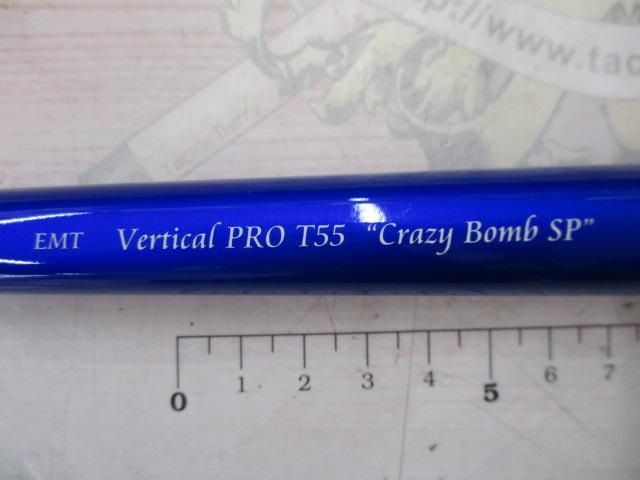 http://www.tac
Tackle Berry
EMT Vertical PRO T55 “Crazy Bomb SP”
0 1 2 3 4 5 6 7